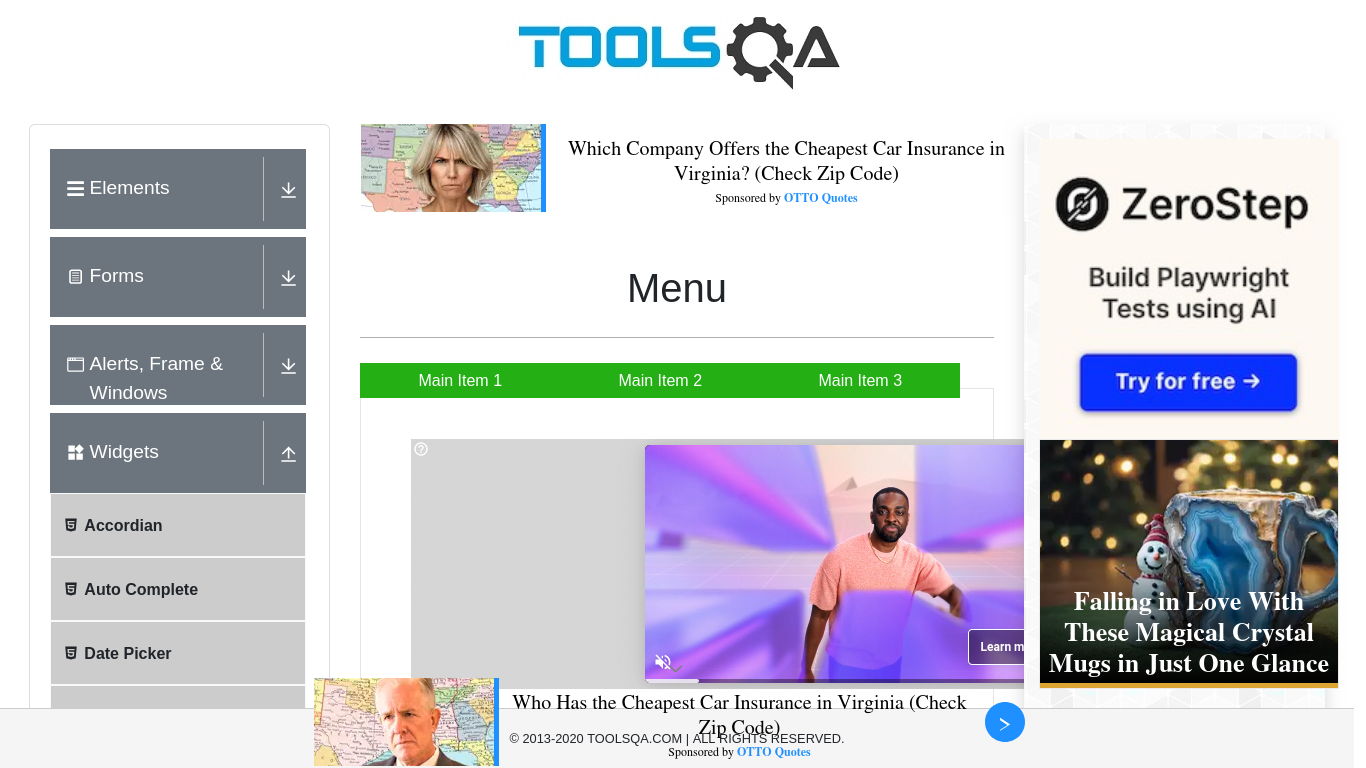 TOOLSQA
Elements
Forms
Alerts, Frame &
Windows
Widgets
Accordian
Auto Complete
Date Picker
Which Company Offers the Cheapest Car Insurance in
Virginia? (Check Zip Code)
Sponsored by OTTO Quotes
Menu
Main Item 1
Main Item 2
Main Item 3
Learn m
ZeroStep
Build Playwright
Tests using AI
Try for free →
Falling in Love With
These Magical Crystal
Mugs in Just One Glance
Who Has the Cheapest Car Insurance in Virginia (Check
Zip Code)
© 2013-2020 TOOLSQA.COM | ALL RIGHTS RESERVED.
Sponsored by OTTO Quotes